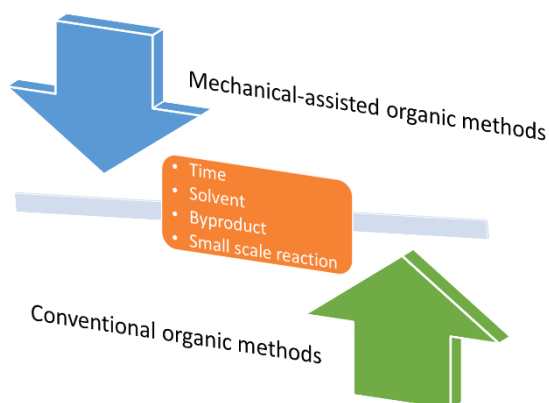 Mechanical-assisted organic methods
• Time
• Solvent
• Byproduct
• Small scale reaction
Conventional organic methods